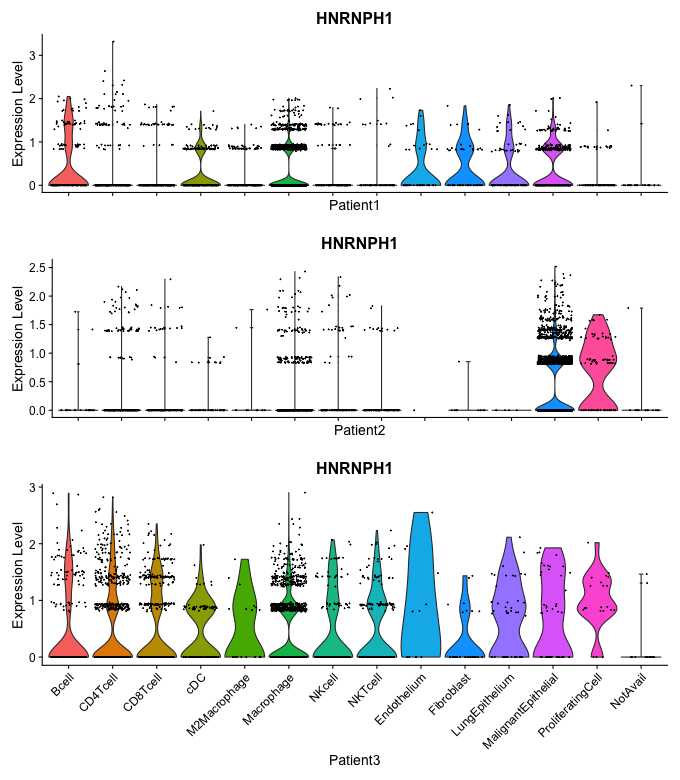 HNRNPH1
Expression Level
3
2
1
0
Patient1
HNRNPH1
Expression Level
2.5
2.0
1.5
1.0
0.5
0.0
Patient2
HNRNPH1
Expression Level
3
2
1
0
Bcell
CD4Tcell
CD8Tcell
cDC
M2Macrophage
Macrophage
NKcell
NKTcell
Endothelium
Fibroblast
LungEpithelium
MalignantEpithelial
ProliferatingCell
NotAvail
Patient3